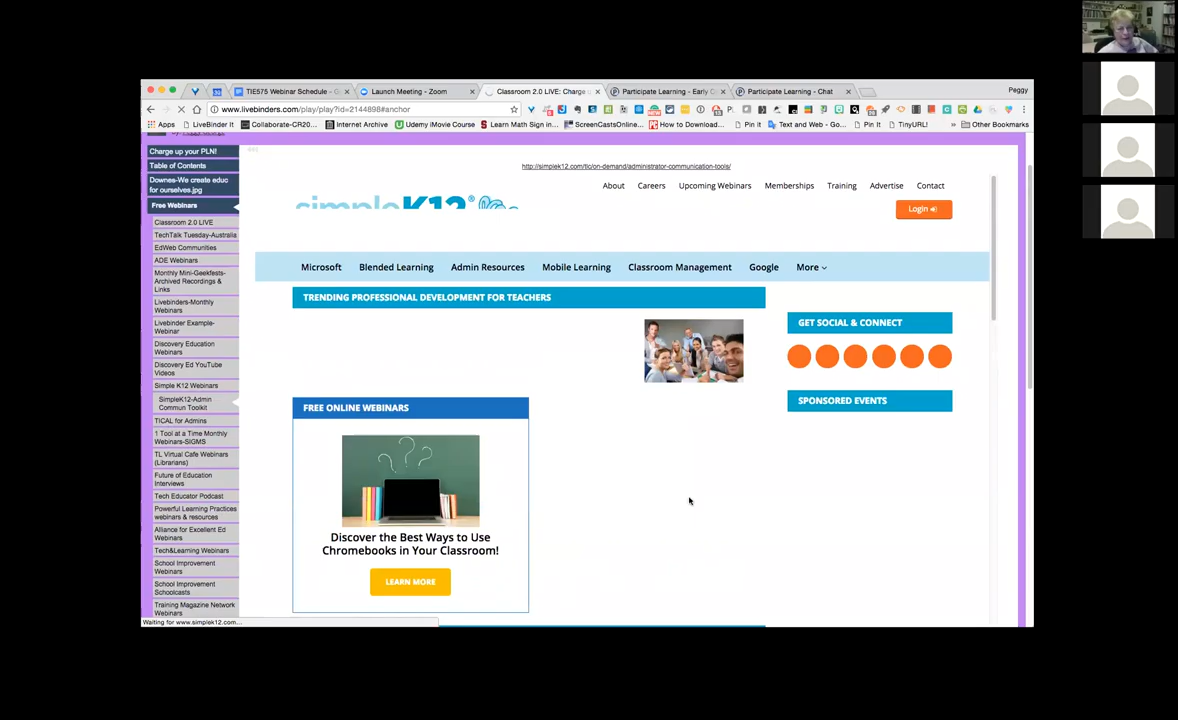 TIE575 Webinar Schedule - G
Launch Meeting - Zoom
Classroom 2.0 LIVE: Charge u
Participate Learning - Early C
Participate Learning - Chat
Peggy
www.livebinders.com/play/play?id=2144898#anchor
Apps
LiveBinder It
Collaborate-CR20...
Internet Archive
Udemy iMovie Course
Learn Math Sign in...
ScreenCastsOnline...
How to Download...
Pin It
Text and Web - Go...
Pin It
TinyURL!
» Other Bookmarks
Charge up your PLN!
Table of Contents
Downes-We create educ
for ourselves.jpg
Free Webinars
Classroom 2.0 LIVE
TechTalk Tuesday-Australia
EdWeb Communities
ADE Webinars
Monthly Mini-Geekfests-
Archived Recordings &
Links
Livebinders-Monthly
Webinars
Livebinder Example-
Webinar
Discovery Education
Webinars
Discovery Ed YouTube
Videos
Simple K12 Webinars
SimpleK12-Admin
Commun Toolkit
TICAL for Admins
1 Tool at a Time Monthly
Webinars-SIGMS
TL Virtual Cafe Webinars
(Librarians)
Future of Education
Interviews
Tech Educator Podcast
Powerful Learning Practices
webinars & resources
Alliance for Excellent Ed
Webinars
Tech&Learning Webinars
School Improvement
Webinars
School Improvement
Schoolcasts
Training Magazine Network
Webinars
http://simplek12.com/tlc/on-demand/administrator-communication-tools/
About
Careers
Upcoming Webinars
Memberships
Training
Advertise
Contact
simpleK12®
Login
Microsoft
Blended Learning
Admin Resources
Mobile Learning
Classroom Management
Google
More
TRENDING PROFESSIONAL DEVELOPMENT FOR TEACHERS
FREE ONLINE WEBINARS
Discover the Best Ways to Use
Chromebooks in Your Classroom!
LEARN MORE
GET SOCIAL & CONNECT
SPONSORED EVENTS
Waiting for www.simplek12.com...